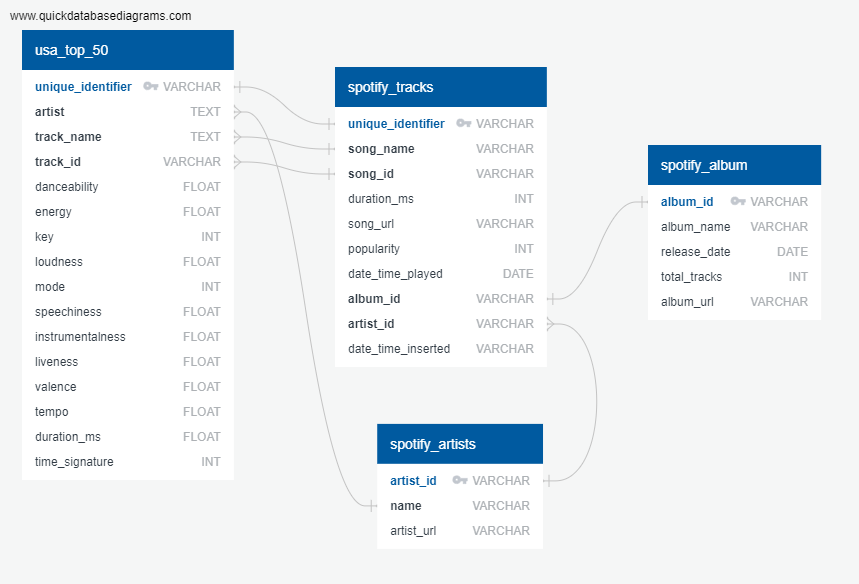 www.quickdatabasediagrams.com
usa_top_50
unique_identifier VARCHAR
artist TEXT
track_name TEXT
track_id VARCHAR
danceability FLOAT
energy FLOAT
key INT
loudness FLOAT
mode INT
speechiness FLOAT
instrumentalness FLOAT
liveness FLOAT
valence FLOAT
tempo FLOAT
duration_ms FLOAT
time_signature INT
spotify_tracks
unique_identifier VARCHAR
song_name VARCHAR
song_id VARCHAR
duration_ms INT
song_url VARCHAR
popularity INT
date_time_played DATE
album_id VARCHAR
artist_id VARCHAR
date_time_inserted VARCHAR
spotify_album
album_id VARCHAR
album_name VARCHAR
release_date DATE
total_tracks INT
album_url VARCHAR
spotify_artists
artist_id VARCHAR
name VARCHAR
artist_url VARCHAR